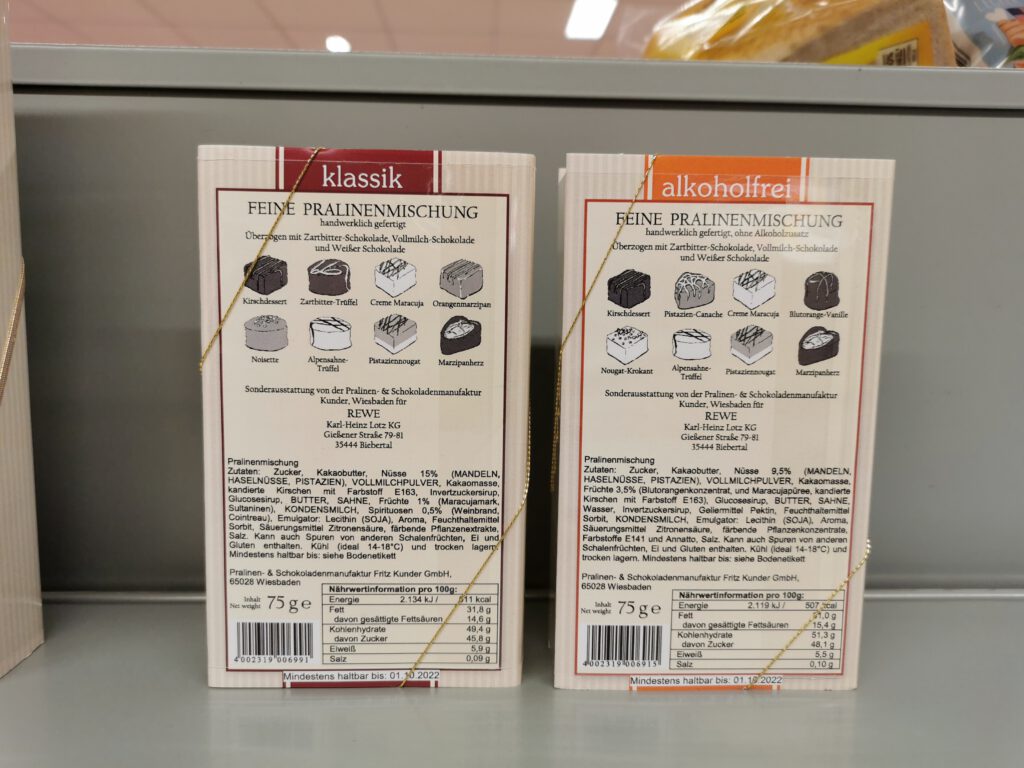 klassik
FEINE PRALINENMISCHUNG
handwerklich gefertigt
Überzogen mit Zartbitter-Schokolade, Vollmilch-Schokolade
und Weißer Schokolade
Kirschdessert Zartbitter-Trüffel Creme Maracuja Orangenmarzipan
Noisette Alpensahne- Pistaziennougat Marzipanherz
Trüffel
Sonderausstattung von der Pralinen- & Schokoladenmanufaktur
Kunder, Wiesbaden für
REWE
Karl-Heinz Lotz KG
Gießener Straße 79-81
35444 Biebertal
Pralinenmischung
Zutaten: Zucker, Kakaobutter, Nüsse 15% (MANDELN,
HASELNÜSSE, PISTAZIEN), VOLLMILCHPULVER, Kakaomasse,
kandierte Kirschen mit Farbstoff E163, Invertzuckersirup,
Glucosesirup, BUTTER, SAHNE, Früchte 1% (Maracujamark,
Sultaninen), KONDENSMILCH, Spirituosen 0,5% (Weinbrand,
Cointreau), Emulgator: Lecithin (SOJA), Aroma, Feuchthaltemittel
Sorbit, Säuerungsmittel Zitronensäure, färbende Pflanzenextrakte,
Salz. Kann auch Spuren von anderen Schalenfrüchten, Ei und
Gluten enthalten. Kühl (ideal 14-18°C) und trocken lagern
Mindestens haltbar bis: siehe Bodenetikett
Pralinen- & Schokoladenmanufaktur Fritz Kunder GmbH,
65028 Wiesbaden
Inhalt
Net weight 75 g e
Nährwertinformation pro 100g:
Energie 2.134 kJ / 511 kcal
Fett 31,8 g
davon gesättigte Fettsäuren 14,6 g
Kohlenhydrate 49,4 g
davon Zucker 45,8 g
Eiweiß 5,9 g
Salz 0,09 g
4 002319 006991
Mindestens haltbar bis: 01.10.2022
alkoholfrei
FEINE PRALINENMISCHUNG
handwerklich gefertigt, ohne Alkoholzusatz
Überzogen mit Zartbitter-Schokolade, Vollmilch-Schokolade
und Weißer Schokolade
Kirschdessert Pistazien-Canache Creme Maracuja Blutorange-Vanille
Nougat-Krokant Alpensahne- Pistaziennougat Marzipanherz
Trüffel
Sonderausstattung von der Pralinen- & Schokoladenmanufaktur
Kunder, Wiesbaden für
REWE
Karl-Heinz Lotz KG
Gießener Straße 79-81
35444 Biebertal
Pralinenmischung
Zutaten: Zucker, Kakaobutter, Nüsse 9,5% (MANDELN,
HASELNÜSSE, PISTAZIEN), VOLLMILCHPULVER, Kakaomasse,
Früchte 3,5% (Blutorangenkonzentrat, und Maracujapüree, kandierte
Kirschen mit Farbstoff E163), Glucosesirup, BUTTER, SAHNE,
Wasser, Invertzuckersirup, Geliermittel Pektin, Feuchthaltemittel
Sorbit, KONDENSMILCH, Emulgator: Lecithin (SOJA), Aroma,
Säuerungsmittel Zitronensäure, färbende Pflanzenkonzentrate,
Farbstoffe E141 und Annatto, Salz. Kann auch Spuren von anderen
Schalenfrüchten, Ei und Gluten enthalten. Kühl (ideal 14-18°C) und
trocken lagern. Mindestens haltbar bis: siehe Bodenetikett
Pralinen- & Schokoladenmanufaktur Fritz Kunder GmbH,
65028 Wiesbaden
Inhalt
Net weight 75 g e
Nährwertinformation pro 100g:
Energie 2.119 kJ / 507 kcal
Fett 31,0 g
davon gesättigte Fettsäuren 15,4 g
Kohlenhydrate 51,3 g
davon Zucker 48,1 g
Eiweiß 5,5 g
Salz 0,10 g
4 002319 006915
Mindestens haltbar bis: 01.10.2022